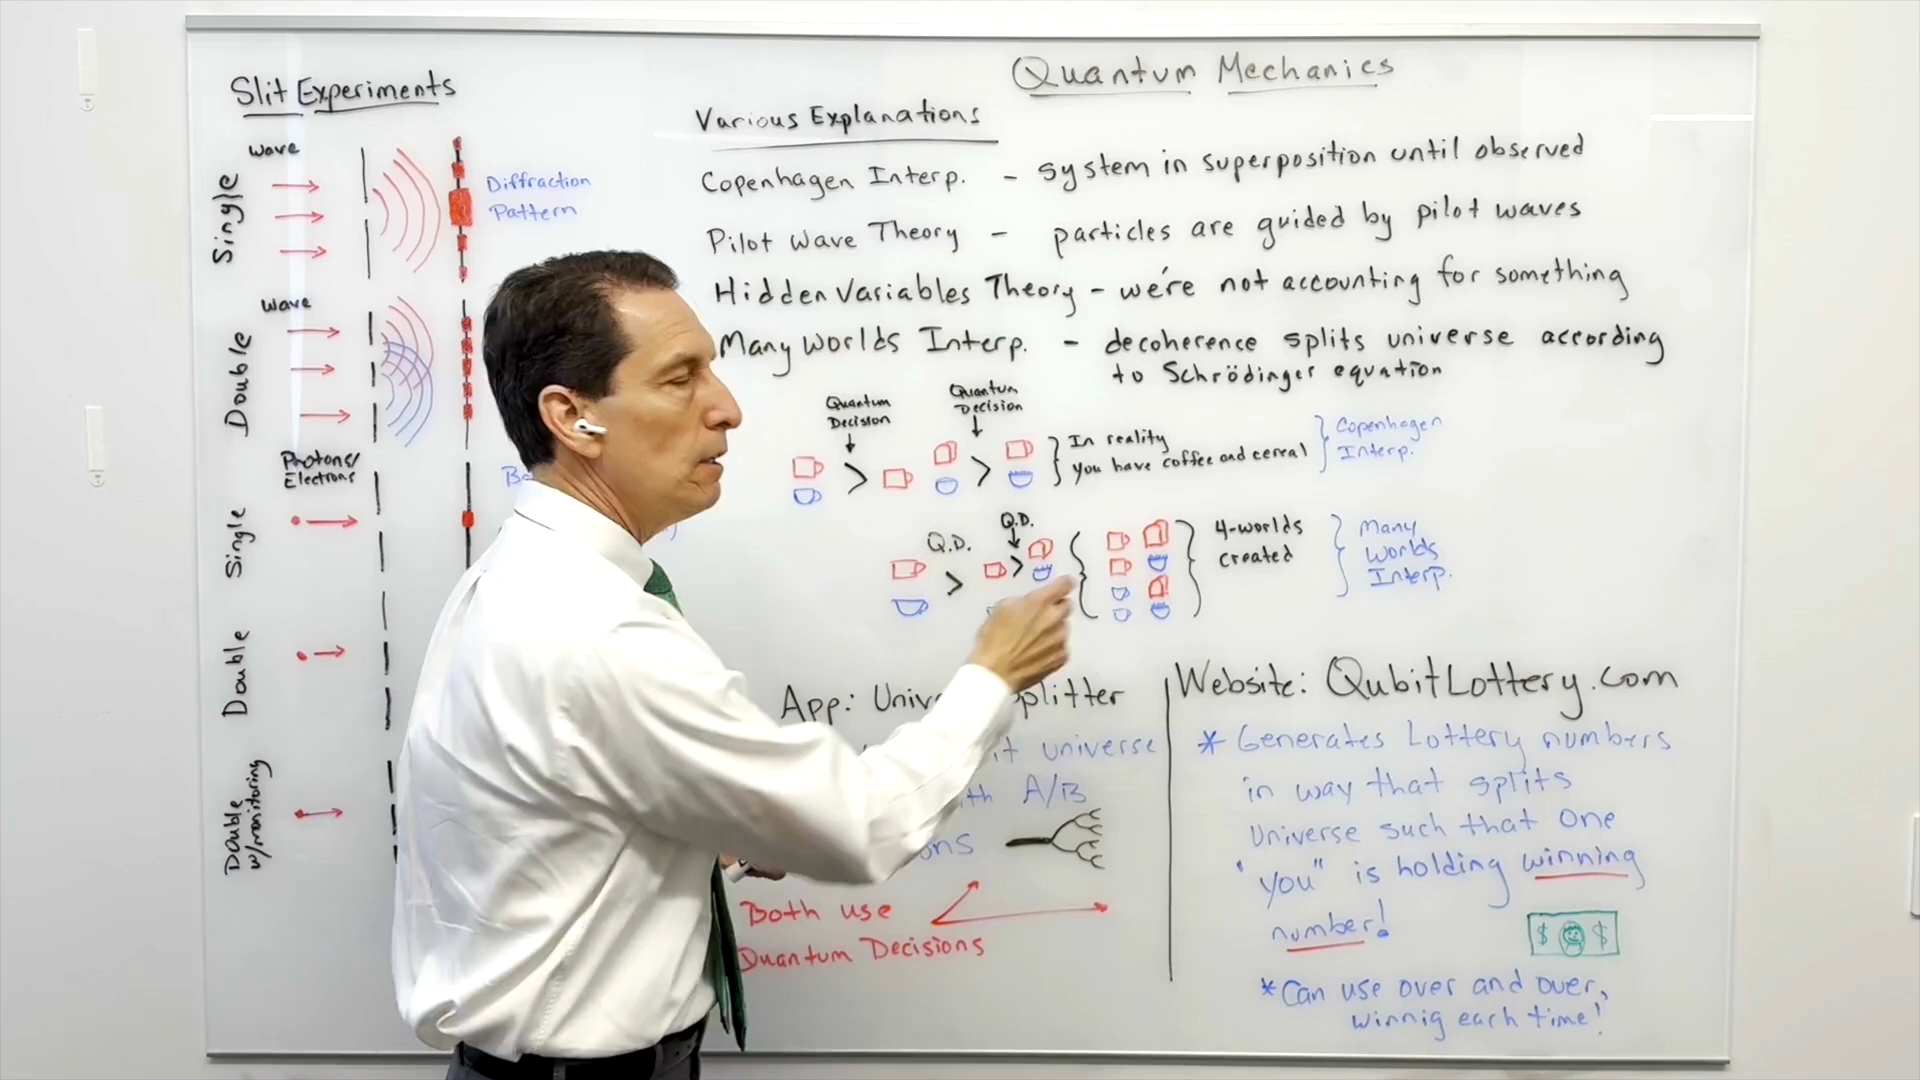 Quantum Mechanics
Slit Experiments
Single
wave
Diffraction
Pattern
Double
wave
Single
Photons/
Electrons
Double
Double
w/monitoring
Various Explanations
Copenhagen Interp. - system in superposition until observed
Pilot Wave Theory - particles are guided by pilot waves
Hidden Variables Theory - we're not accounting for something
Many Worlds Interp. - decoherence splits universe according
to Schrödinger equation
Quantum
Decision
Quantum
Decision
In reality
you have coffee and cereal
Copenhagen
Interp.
Q.D.
Q.D.
4-worlds
created
Many
Worlds
Interp.
App: Splitter
universe
A/B
Both use
Quantum Decisions
Website: QubitLottery.com
* Generates Lottery numbers
in way that splits
Universe such that one
"you" is holding winning
number!
$ $
*Can use over and over,
winnig each time!